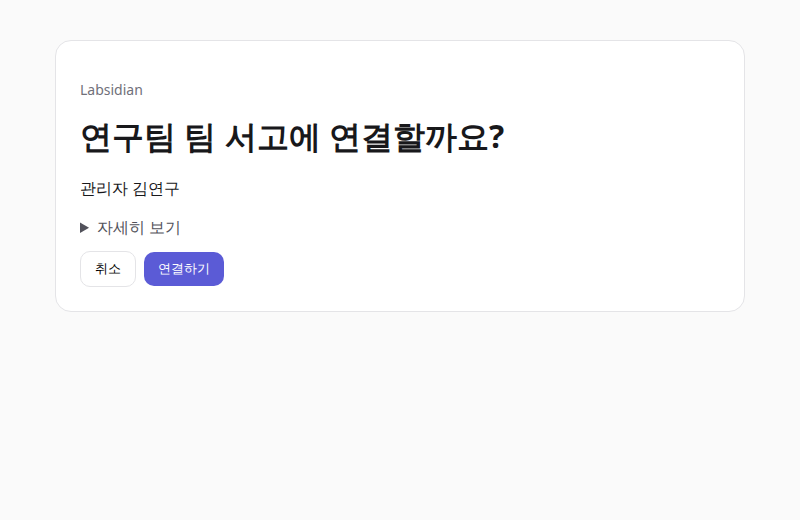 Labsidian
연구팀 팀 서고에 연결할까요?
관리자 김연구
자세히 보기
취소
연결하기